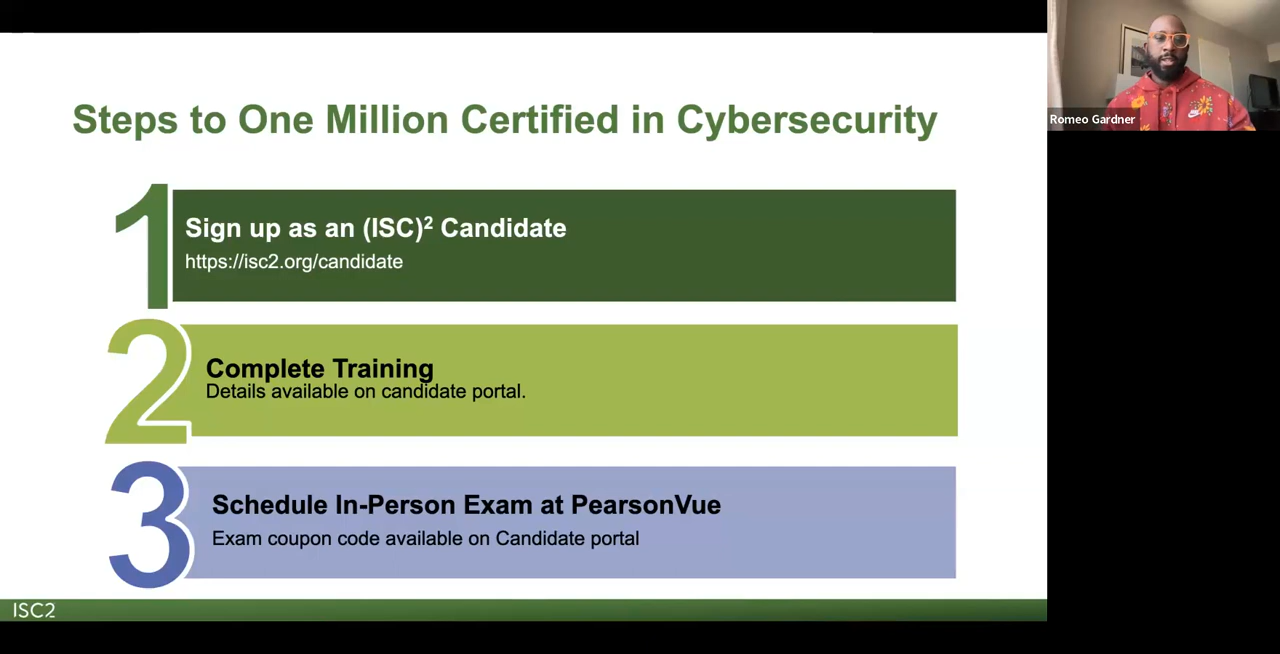 Steps to One Million Certified in Cybersecurity
Romeo Gardner
1
Sign up as an (ISC)² Candidate
https://isc2.org/candidate
2
Complete Training
Details available on candidate portal.
3
Schedule In-Person Exam at PearsonVue
Exam coupon code available on Candidate portal
ISC2